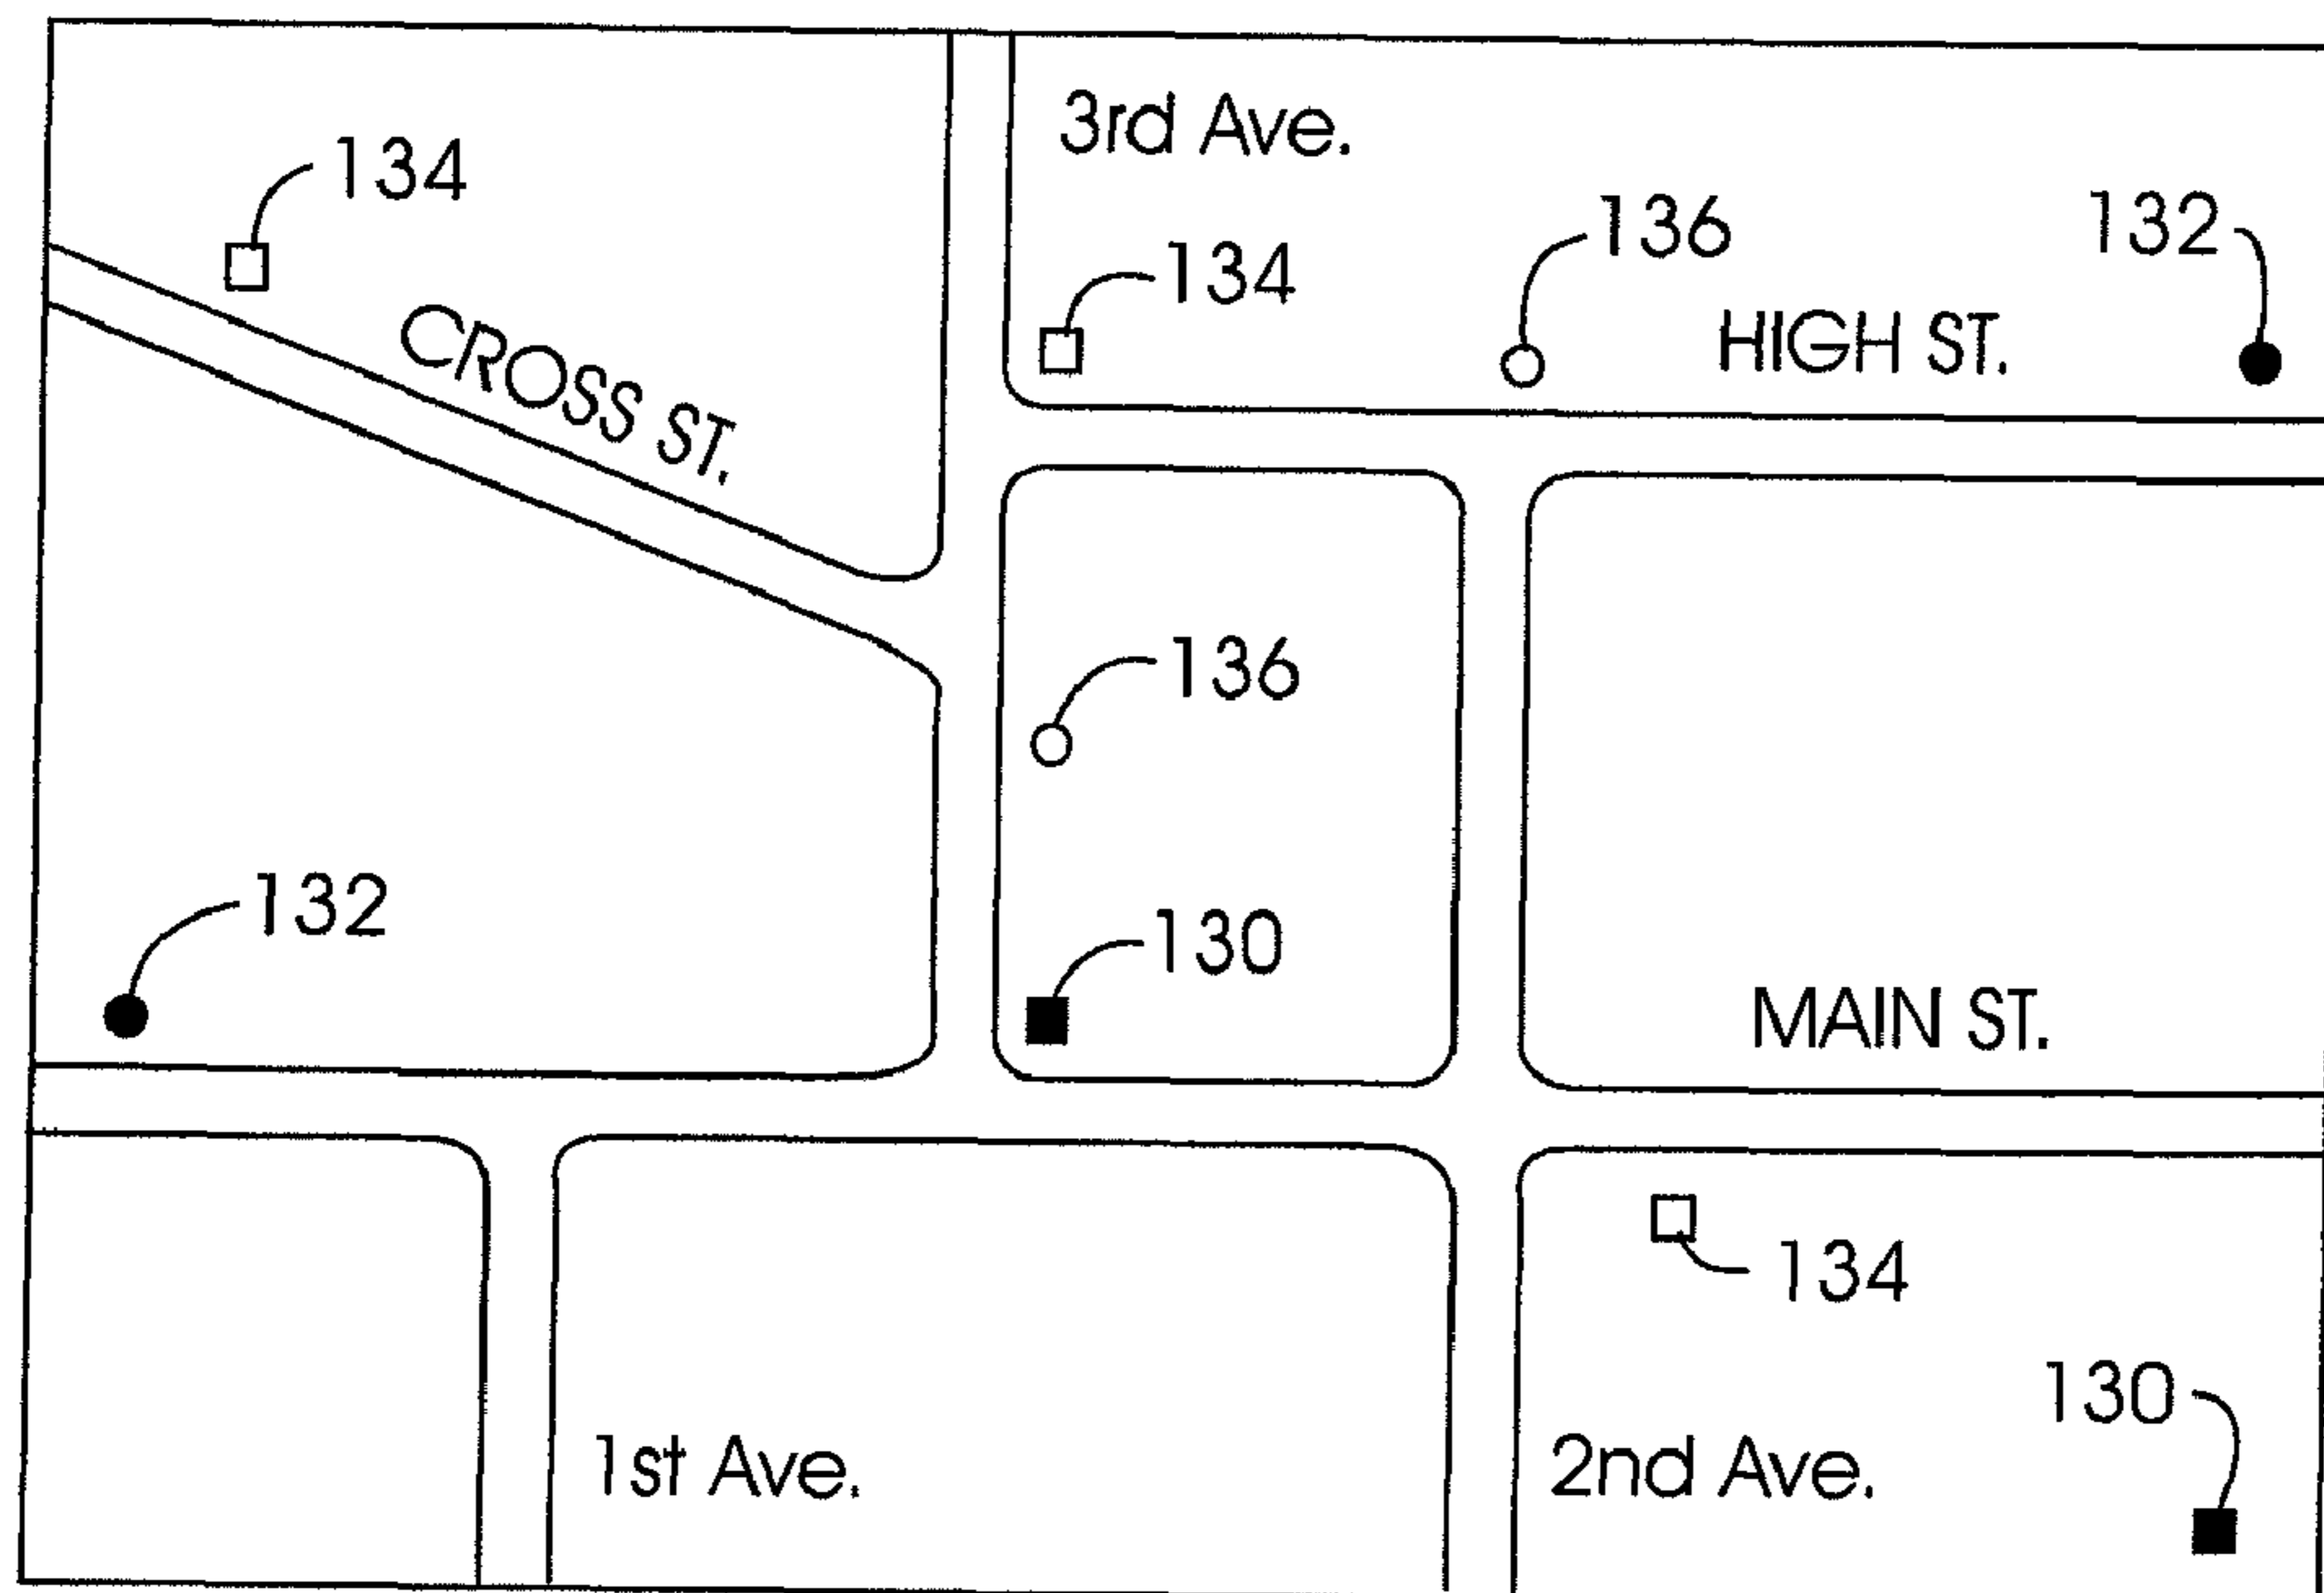 3rd Ave.
134
136
132
134
HIGH ST.
CROSS ST.
136
132
130
MAIN ST.
134
130
1st Ave.
2nd Ave.